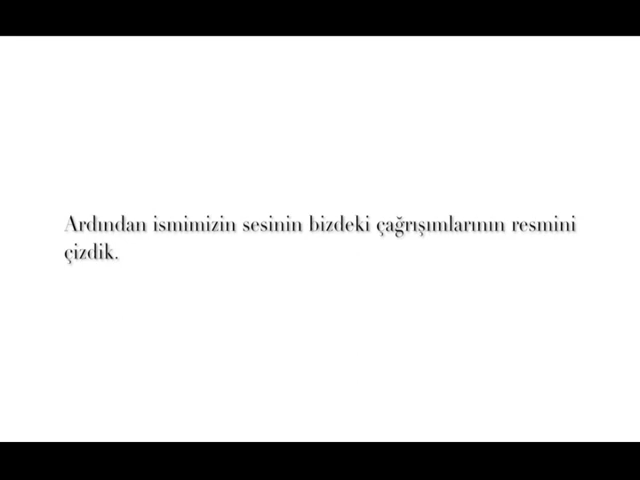 Ardından ismimizin sesinin bizdeki çağrışımlarının resmini
çizdik.